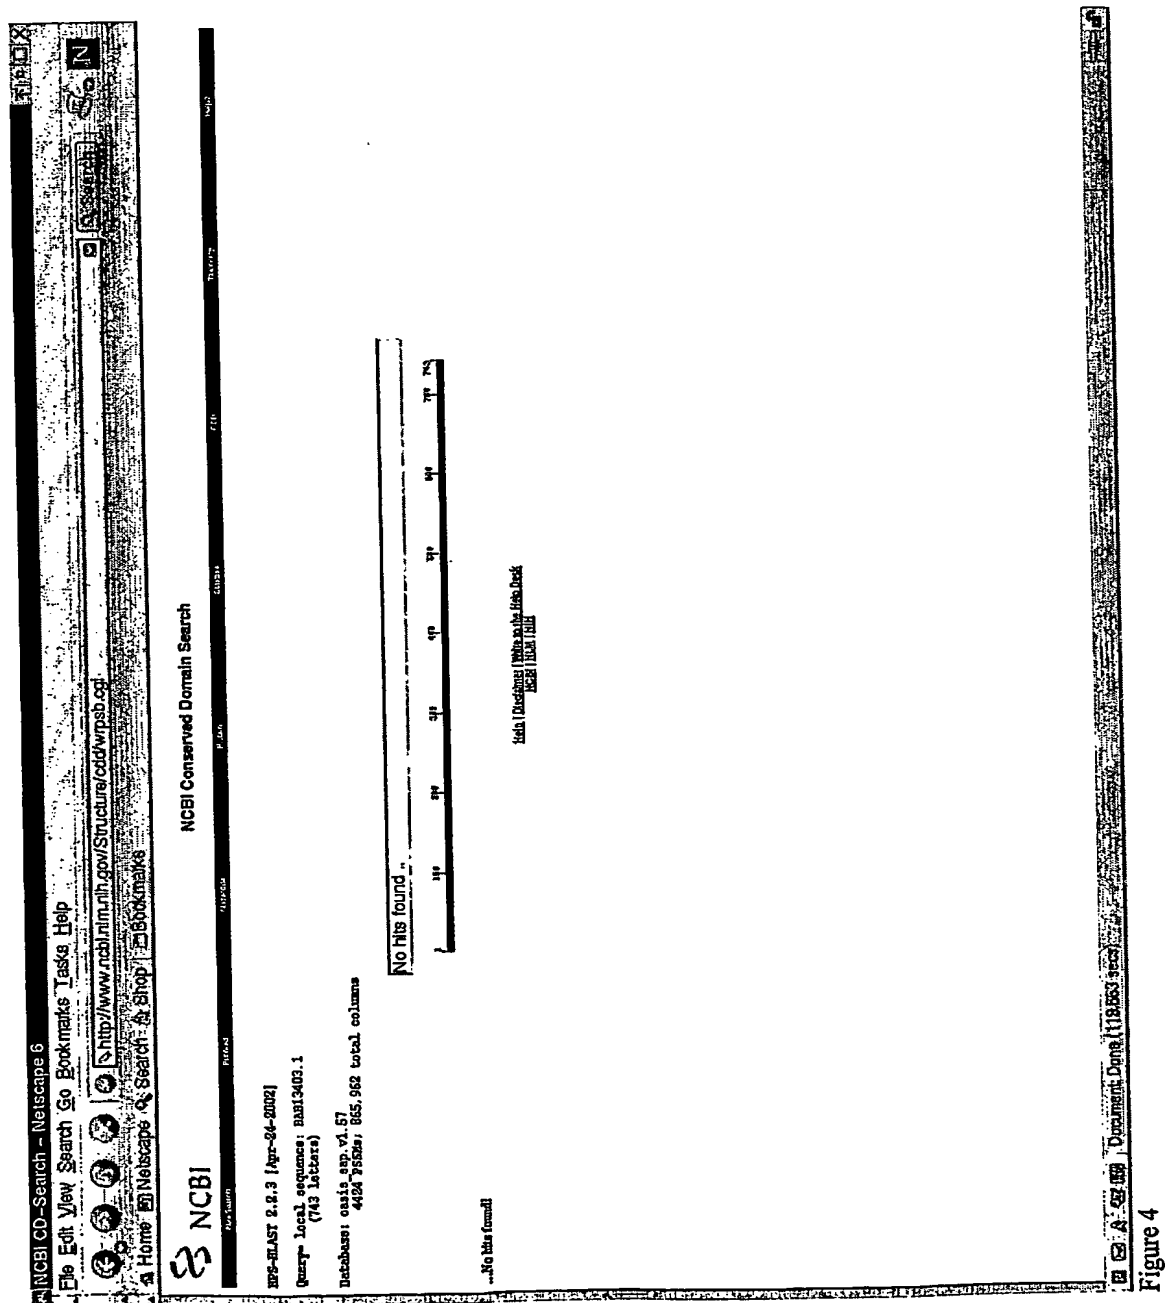 NCBI CD-Search - Netscape 6
File Edit View Search Go Bookmarks Tasks Help
http://www.ncbi.nlm.nih.gov/Structure/cdd/wrpsb.cgi
Search
Home Netscape Search Shop Bookmarks
NCBI
NCBI Conserved Domain Search
RPS-BLAST 2.2.3 [Apr-24-2002]
Query= local sequence: BAB13403.1
(743 letters)
Database: oasis_sap.v1.57
4424 PSSMs; 865,962 total columns
No hits found..
...No hits found!
Help | Disclaimer | Write to the Help Desk
NCBI | NLM | NIH
Document: Done (119.553 secs)
Figure 4